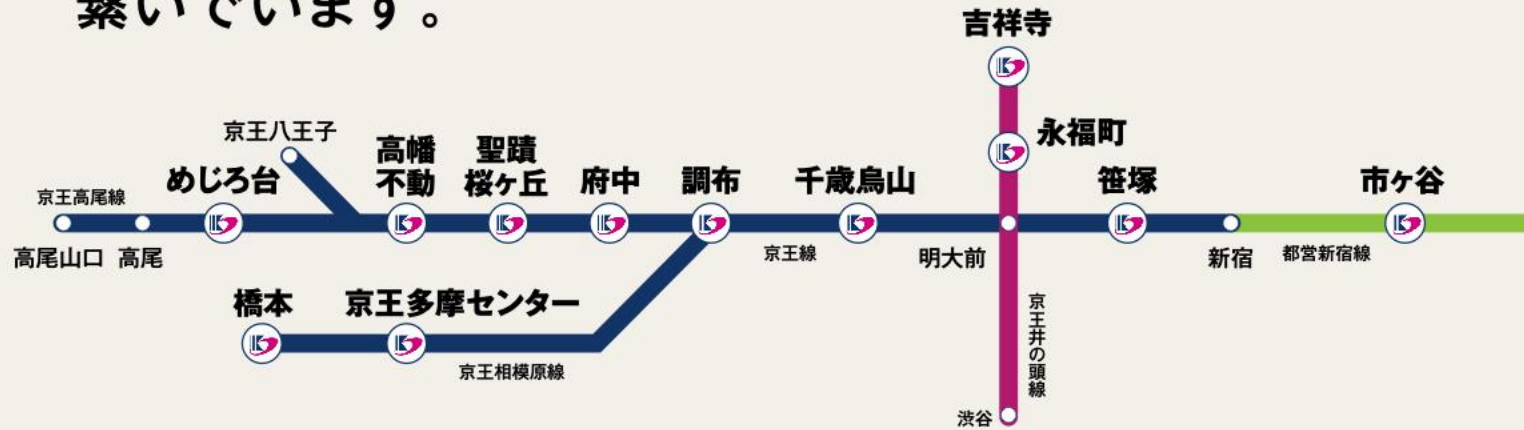 繋いでいます。
吉祥寺
永福町
京王八王子
高幡
不動
聖蹟
桜ヶ丘
めじろ台
府中
調布
千歳烏山
笹塚
市ヶ谷
京王高尾線
高尾山口
高尾
京王線
明大前
新宿
都営新宿線
橋本
京王多摩センター
京王相模原線
京王井の頭線
渋谷